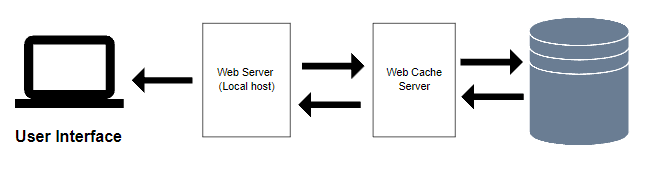 Web Server
(Local host)
Web Cache
Server
User Interface